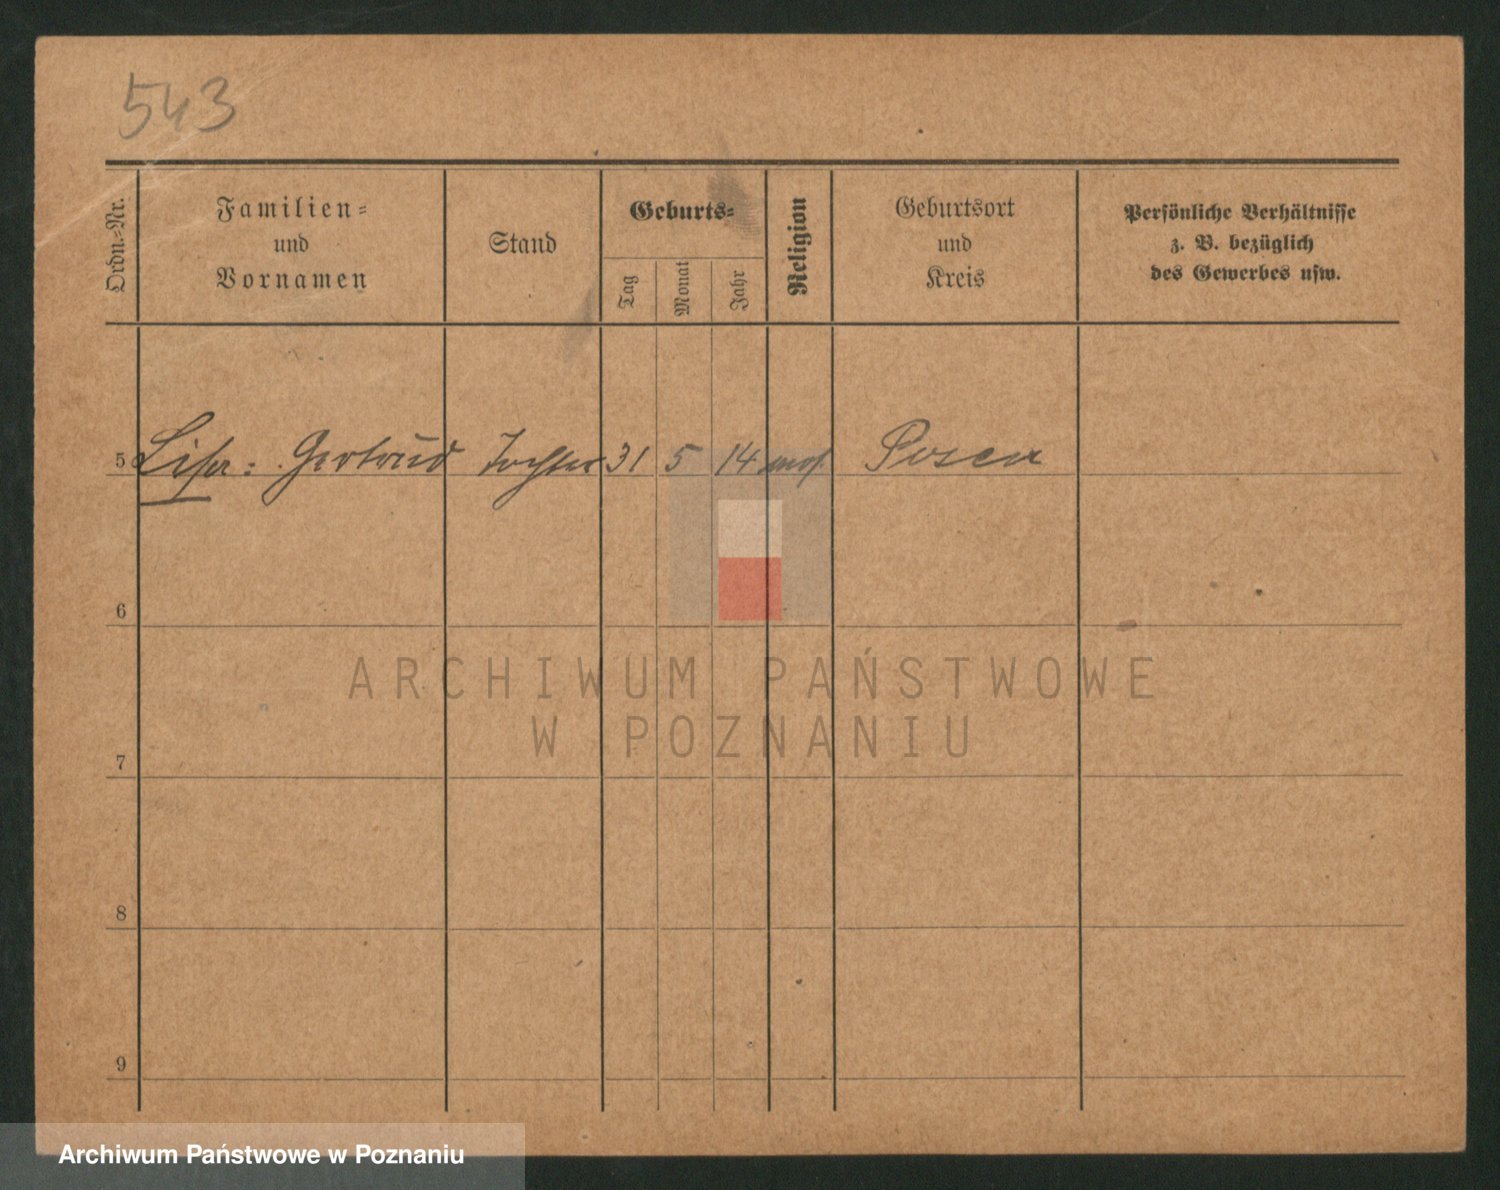 543
Ordn.-Nr.
Familien-
und
Vornamen
Stand
Geburts-
Tag
Monat
Jahr
Religion
Geburtsort
und
Kreis
Persönliche Verhältnisse
z. B. bezüglich
des Gewerbes usw.
5 Gertrud Tochter 31 5 14 mos. Posen
6
ARCHIWUM PAŃSTWOWE
W POZNANIU
7
8
9
Archiwum Państwowe w Poznaniu